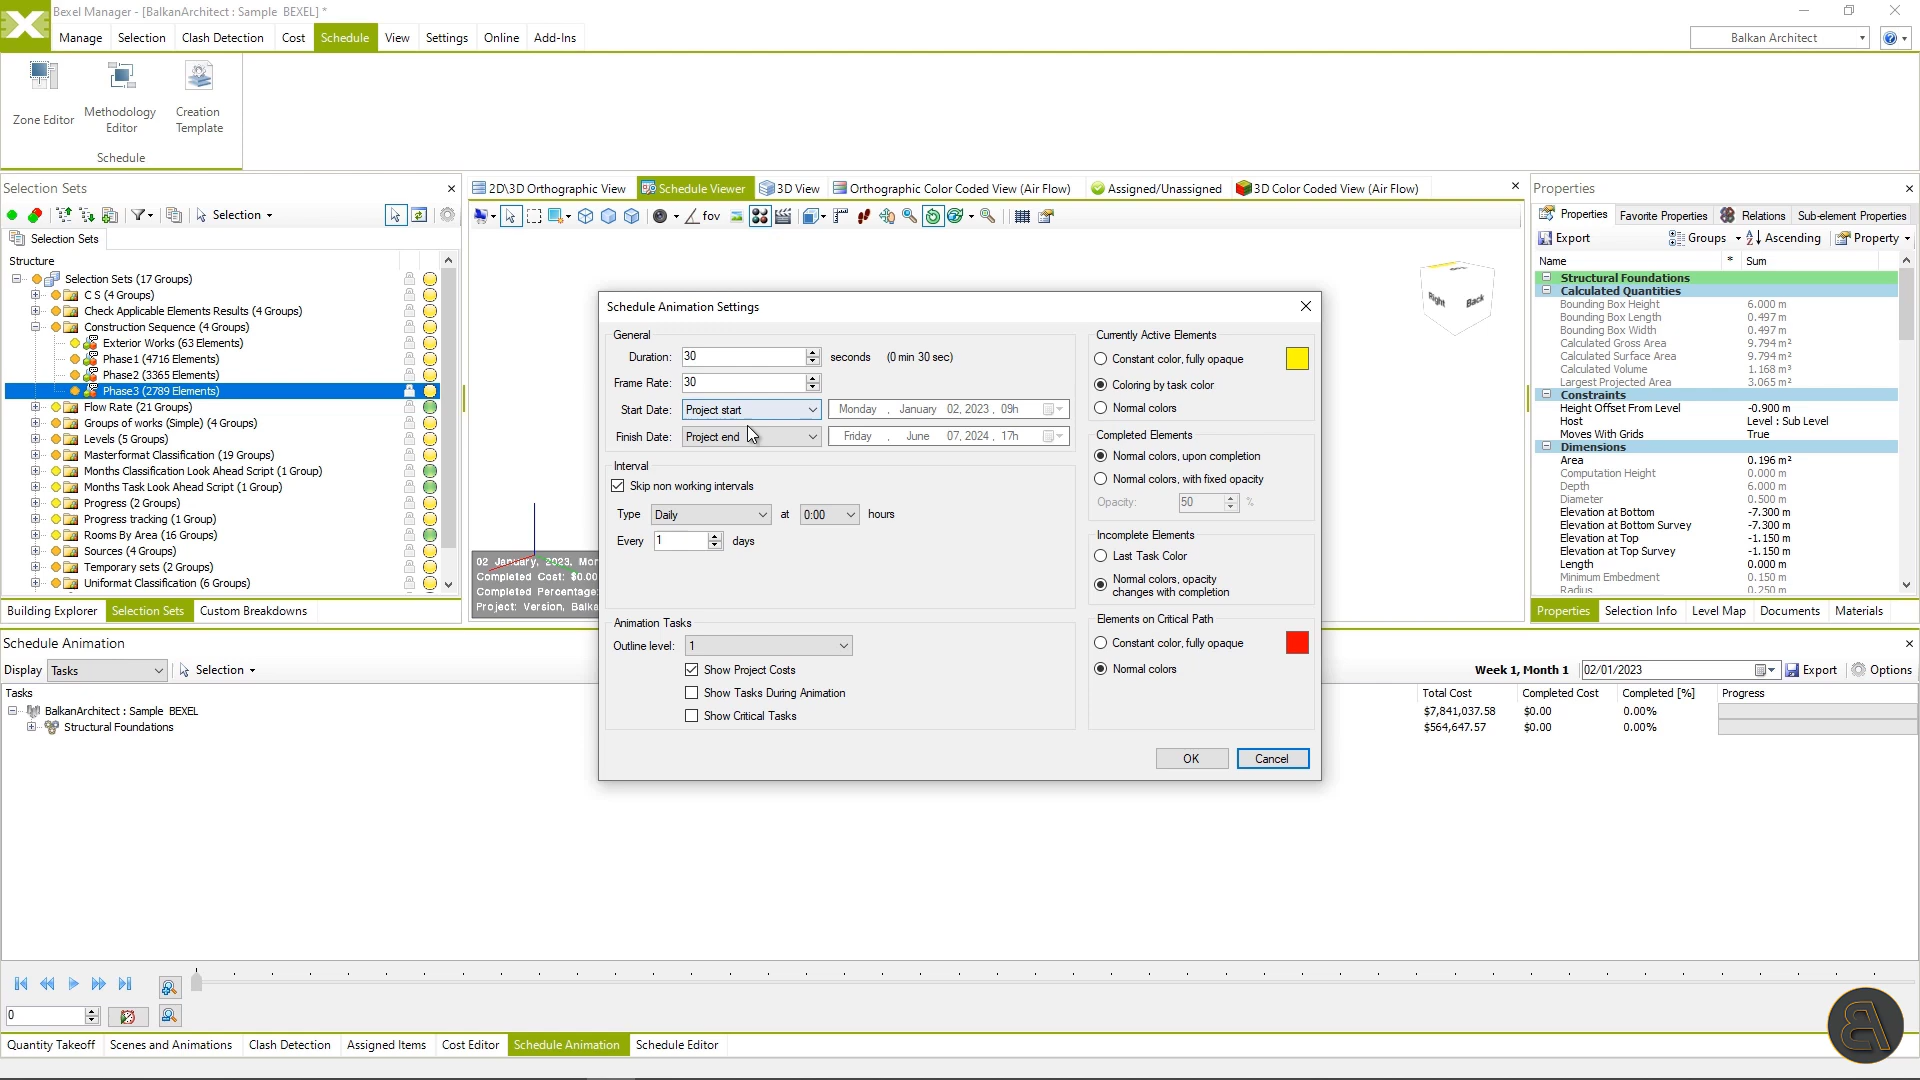 Bexel Manager - [BalkanArchitect : Sample BEXEL] *
Manage Selection Clash Detection Cost Schedule View Settings Online Add-Ins Balkan Architect
Zone Editor Methodology Editor Creation Template
Schedule
Selection Sets
Selection
Selection Sets
Structure
Selection Sets (17 Groups)
C S (4 Groups)
Check Applicable Elements Results (4 Groups)
Construction Sequence (4 Groups)
Exterior Works (63 Elements)
Phase1 (4716 Elements)
Phase2 (3365 Elements)
Phase3 (2789 Elements)
Flow Rate (21 Groups)
Groups of works (Simple) (4 Groups)
Levels (5 Groups)
Masterformat Classification (19 Groups)
Months Classification Look Ahead Script (1 Group)
Months Task Look Ahead Script (1 Group)
Progress (2 Groups)
Progress tracking (1 Group)
Rooms By Area (16 Groups)
Sources (4 Groups)
Temporary sets (2 Groups)
Uniformat Classification (6 Groups)
Building Explorer Selection Sets Custom Breakdowns
2D\3D Orthographic View Schedule Viewer 3D View Orthographic Color Coded View (Air Flow) Assigned/Unassigned 3D Color Coded View (Air Flow)
fov
Right Back
02 January, 2023, Mon
Completed Cost: $0.00
Completed Percentage:
Project: Version, Balka
Schedule Animation Settings
General
Duration: 30 seconds (0 min 30 sec)
Frame Rate: 30
Start Date: Project start Monday , January 02, 2023 , 09h
Finish Date: Project end Friday , June 07, 2024 , 17h
Interval
Skip non working intervals
Type Daily at 0:00 hours
Every 1 days
Animation Tasks
Outline level: 1
Show Project Costs
Show Tasks During Animation
Show Critical Tasks
Currently Active Elements
Constant color, fully opaque
Coloring by task color
Normal colors
Completed Elements
Normal colors, upon completion
Normal colors, with fixed opacity
Opacity: 50 %
Incomplete Elements
Last Task Color
Normal colors, opacity
changes with completion
Elements on Critical Path
Constant color, fully opaque
Normal colors
OK Cancel
Properties
Properties Favorite Properties Relations Sub-element Properties
Export Groups Ascending Property
Name * Sum
Structural Foundations
Calculated Quantities
Bounding Box Height 6.000 m
Bounding Box Length 0.497 m
Bounding Box Width 0.497 m
Calculated Gross Area 9.794 m²
Calculated Surface Area 9.794 m²
Calculated Volume 1.168 m³
Largest Projected Area 3.065 m²
Constraints
Height Offset From Level -0.900 m
Host Level : Sub Level
Moves With Grids True
Dimensions
Area 0.196 m²
Computation Height 0.000 m
Depth 6.000 m
Diameter 0.500 m
Elevation at Bottom -7.300 m
Elevation at Bottom Survey -7.300 m
Elevation at Top -1.150 m
Elevation at Top Survey -1.150 m
Length 0.000 m
Minimum Embedment 0.150 m
Radius 0.250 m
Properties Selection Info Level Map Documents Materials
Schedule Animation
Display Tasks Selection Week 1, Month 1 02/01/2023 Export Options
Tasks Total Cost Completed Cost Completed [%] Progress
BalkanArchitect : Sample BEXEL $7,841,037.58 $0.00 0.00%
Structural Foundations $564,647.57 $0.00 0.00%
0
Quantity Takeoff Scenes and Animations Clash Detection Assigned Items Cost Editor Schedule Animation Schedule Editor